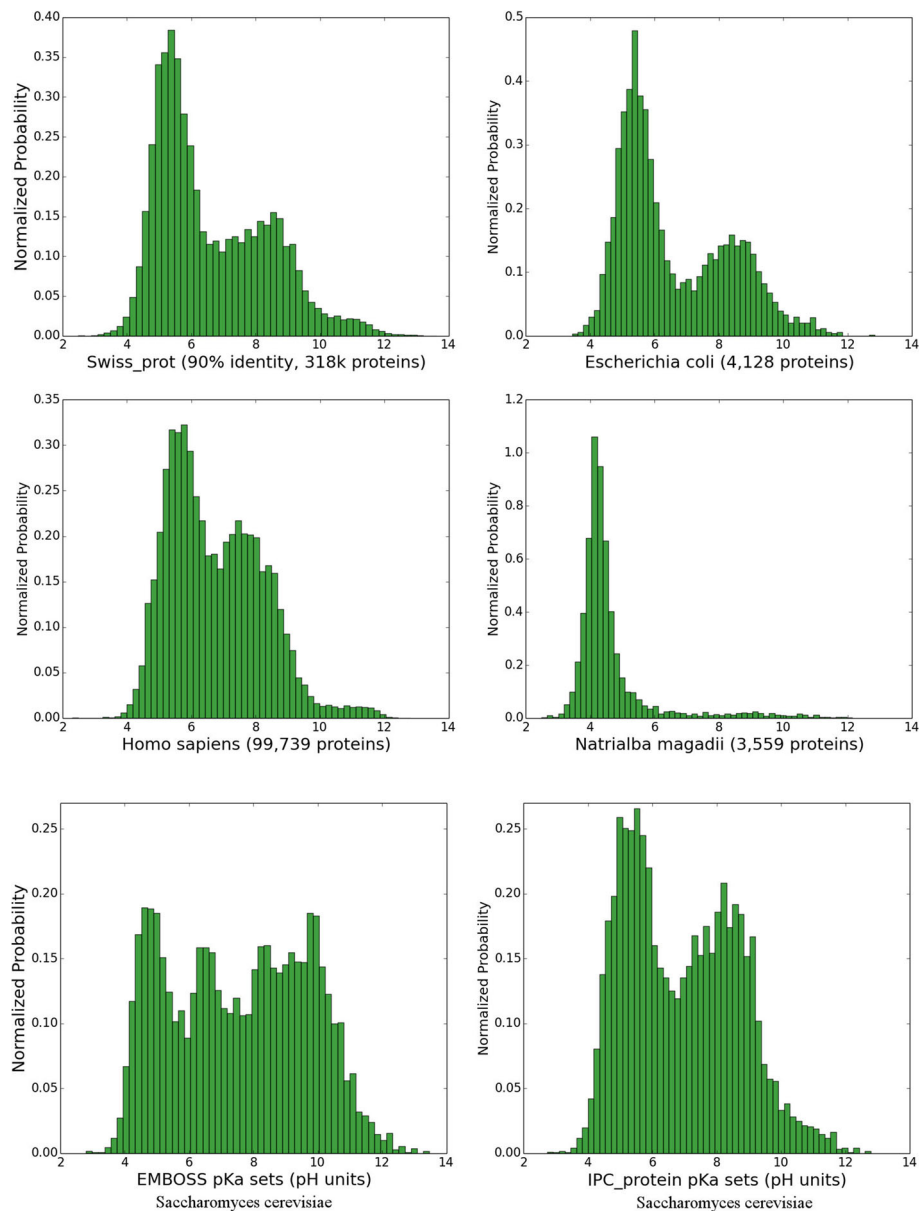 0.40
0.35
0.30
0.25
0.20
0.15
0.10
0.05
0.00
Normalized Probability
2 4 6 8 10 12 14
Swiss_prot (90% identity, 318k proteins)
0.5
0.4
0.3
0.2
0.1
0.0
Normalized Probability
2 4 6 8 10 12 14
Escherichia coli (4,128 proteins)
0.35
0.30
0.25
0.20
0.15
0.10
0.05
0.00
Normalized Probability
2 4 6 8 10 12 14
Homo sapiens (99,739 proteins)
1.2
1.0
0.8
0.6
0.4
0.2
0.0
Normalized Probability
2 4 6 8 10 12 14
Natrialba magadii (3,559 proteins)
0.25
0.20
0.15
0.10
0.05
0.00
Normalized Probability
2 4 6 8 10 12 14
EMBOSS pKa sets (pH units)
Saccharomyces cerevisiae
0.25
0.20
0.15
0.10
0.05
0.00
Normalized Probability
2 4 6 8 10 12 14
IPC_protein pKa sets (pH units)
Saccharomyces cerevisiae